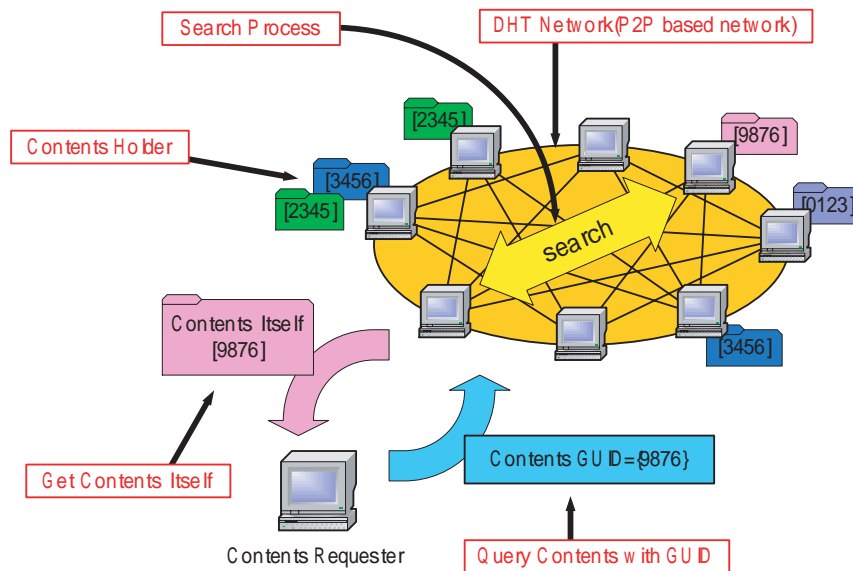 Search Process
DHT Network(P2P based network)
[2345]
[9876]
Contents Holder
[3456]
[2345]
[0123]
search
Contents Itself
[9876]
[3456]
Contents GUID={9876}
Get Contents Itself
Contents Requester
Query Contents with GUID